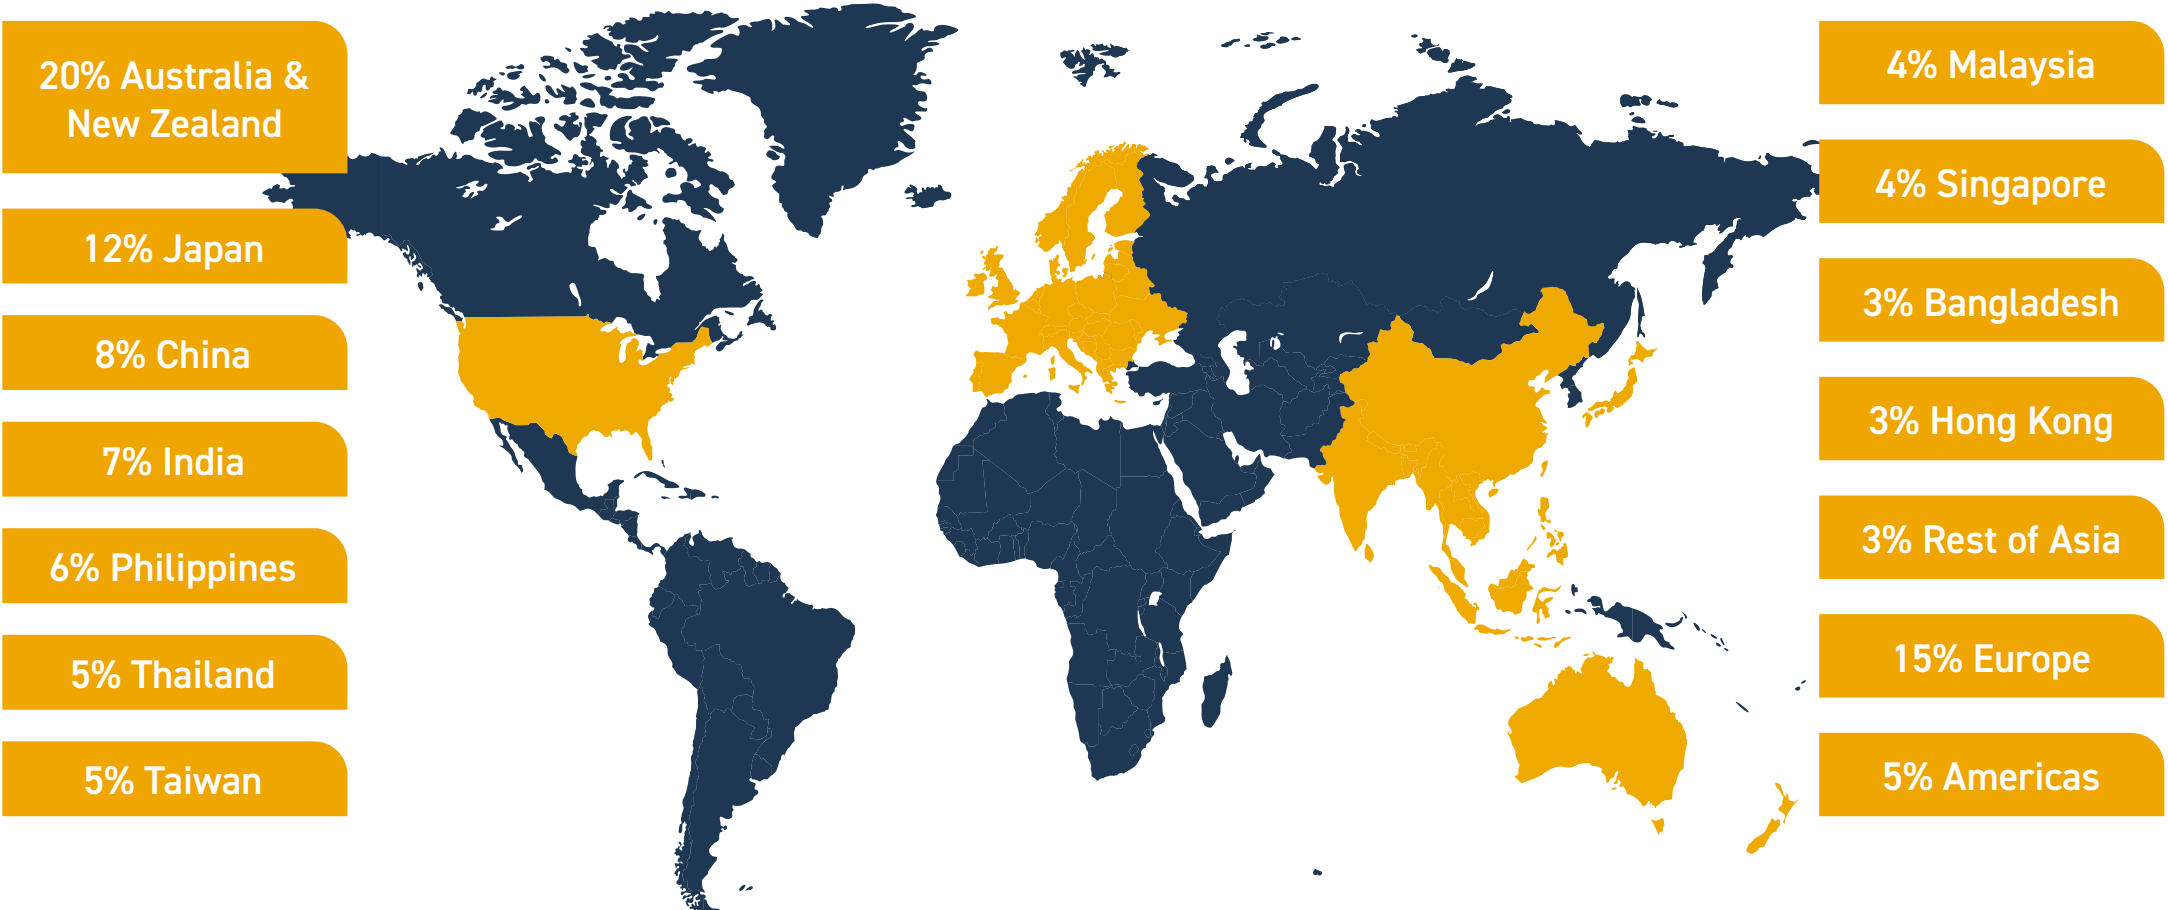 20% Australia &
New Zealand
12% Japan
8% China
7% India
6% Philippines
5% Thailand
5% Taiwan
4% Malaysia
4% Singapore
3% Bangladesh
3% Hong Kong
3% Rest of Asia
15% Europe
5% Americas